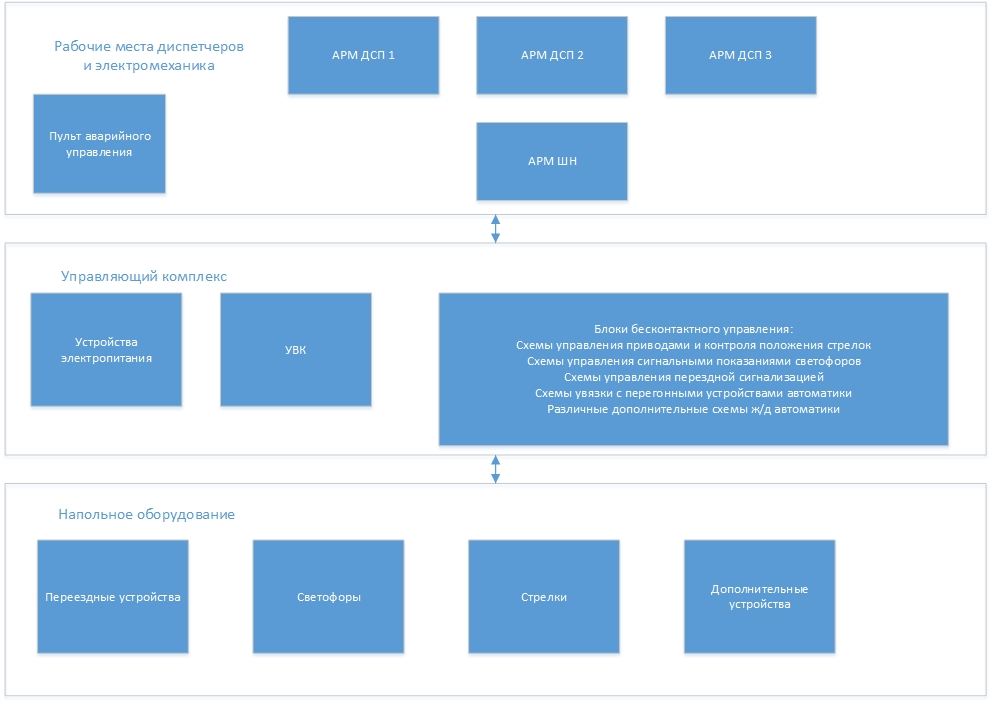 Рабочие места диспетчеров
и электромеханика
АРМ ДСП 1
АРМ ДСП 2
АРМ ДСП 3
Пульт аварийного
управления
АРМ ШН
Управляющий комплекс
Устройства
электропитания
УВК
Блоки бесконтактного управления:
Схемы управления приводами и контроля положения стрелок
Схемы управления сигнальными показаниями светофоров
Схемы управления перездной сигнализацией
Схемы увязки с перегонными устройствами автоматики
Различные дополнительные схемы ж/д автоматики
Напольное оборудование
Переездные устройства
Светофоры
Стрелки
Дополнительные
устройства